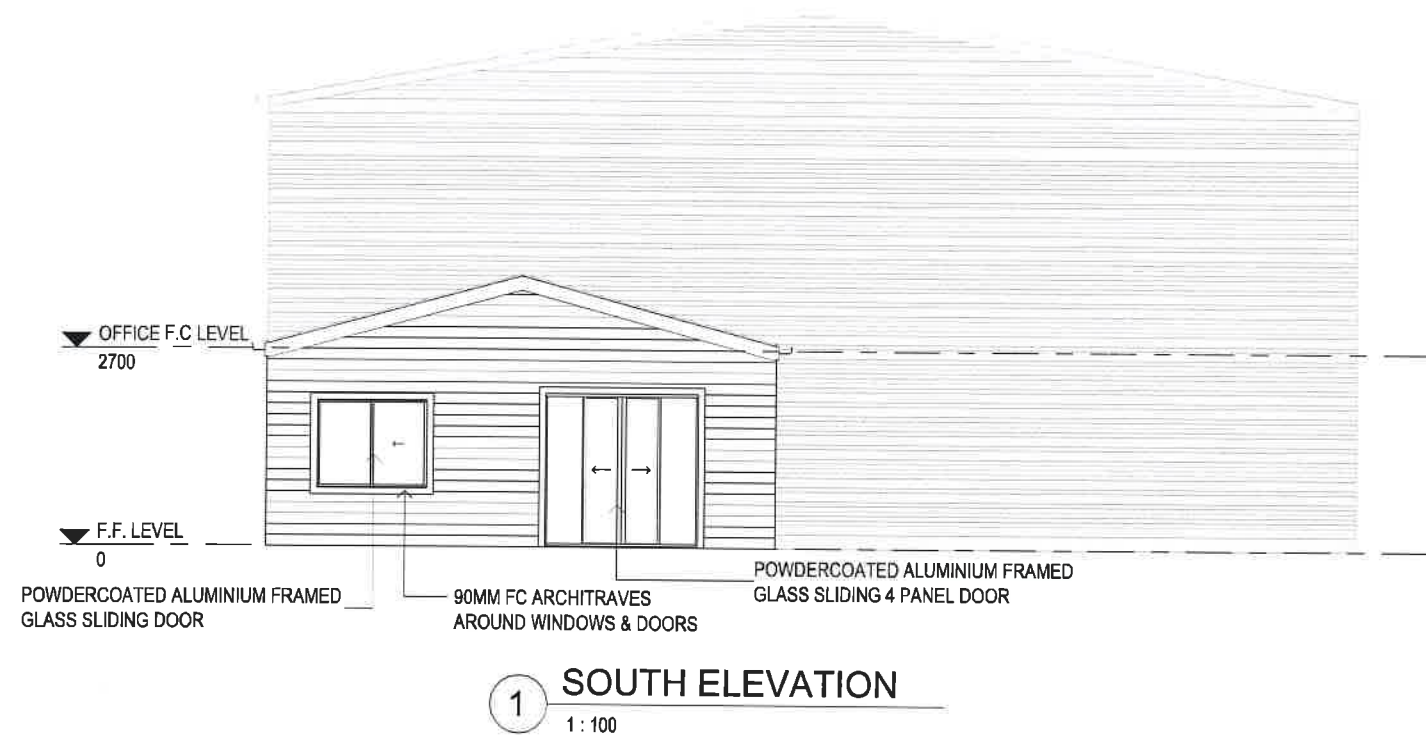 OFFICE F.C LEVEL
2700
F.F. LEVEL
0
POWDERCOATED ALUMINIUM FRAMED
GLASS SLIDING DOOR
90MM FC ARCHITRAVES
AROUND WINDOWS & DOORS
POWDERCOATED ALUMINIUM FRAMED
GLASS SLIDING 4 PANEL DOOR
1
SOUTH ELEVATION
1 : 100